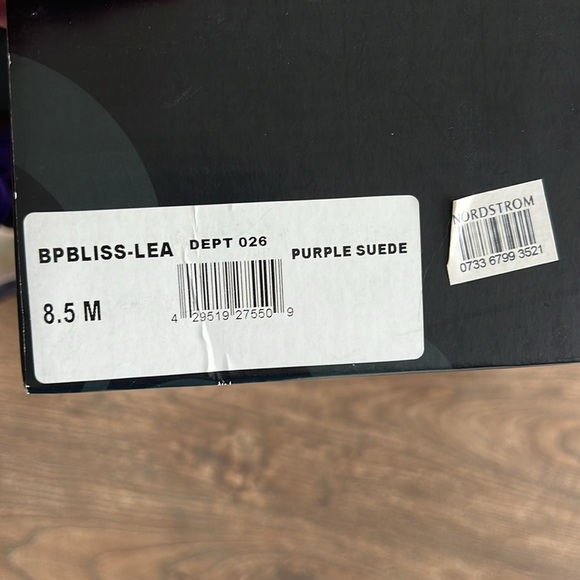 BPBLISS-LEA DEPT 026 PURPLE SUEDE
8.5 M
4 29519 27550 9
NORDSTROM
0733 6799 3521